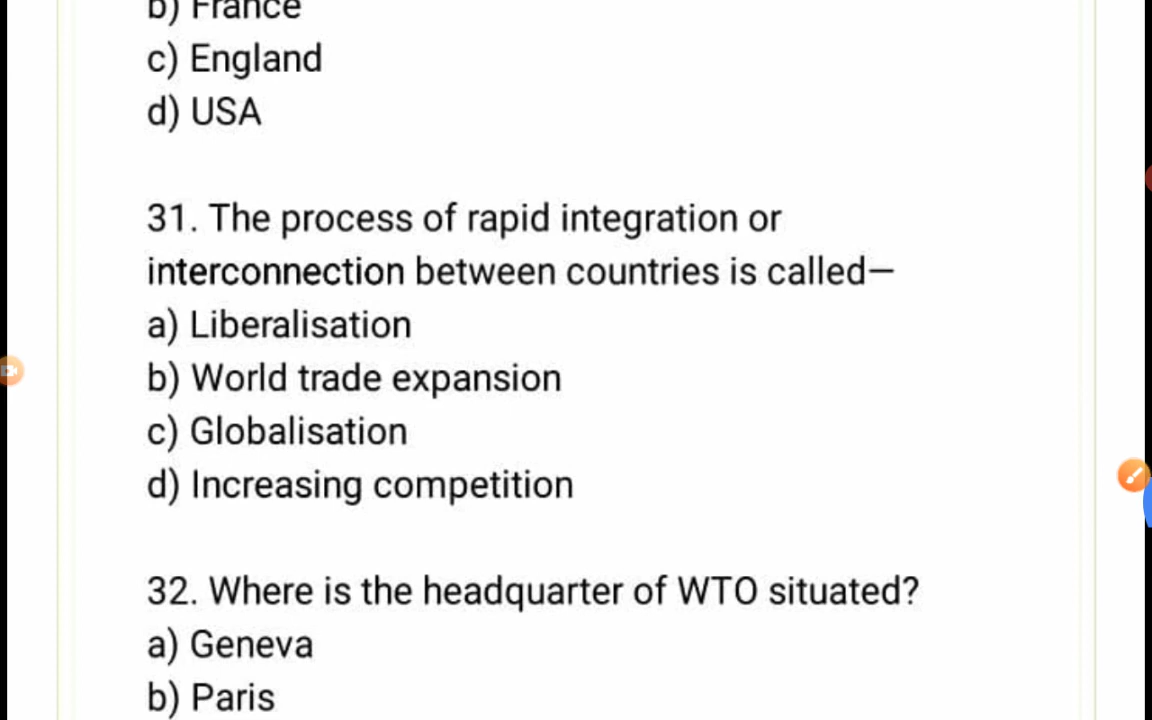 b) France
c) England
d) USA
31. The process of rapid integration or
interconnection between countries is called—
a) Liberalisation
b) World trade expansion
c) Globalisation
d) Increasing competition
32. Where is the headquarter of WTO situated?
a) Geneva
b) Paris